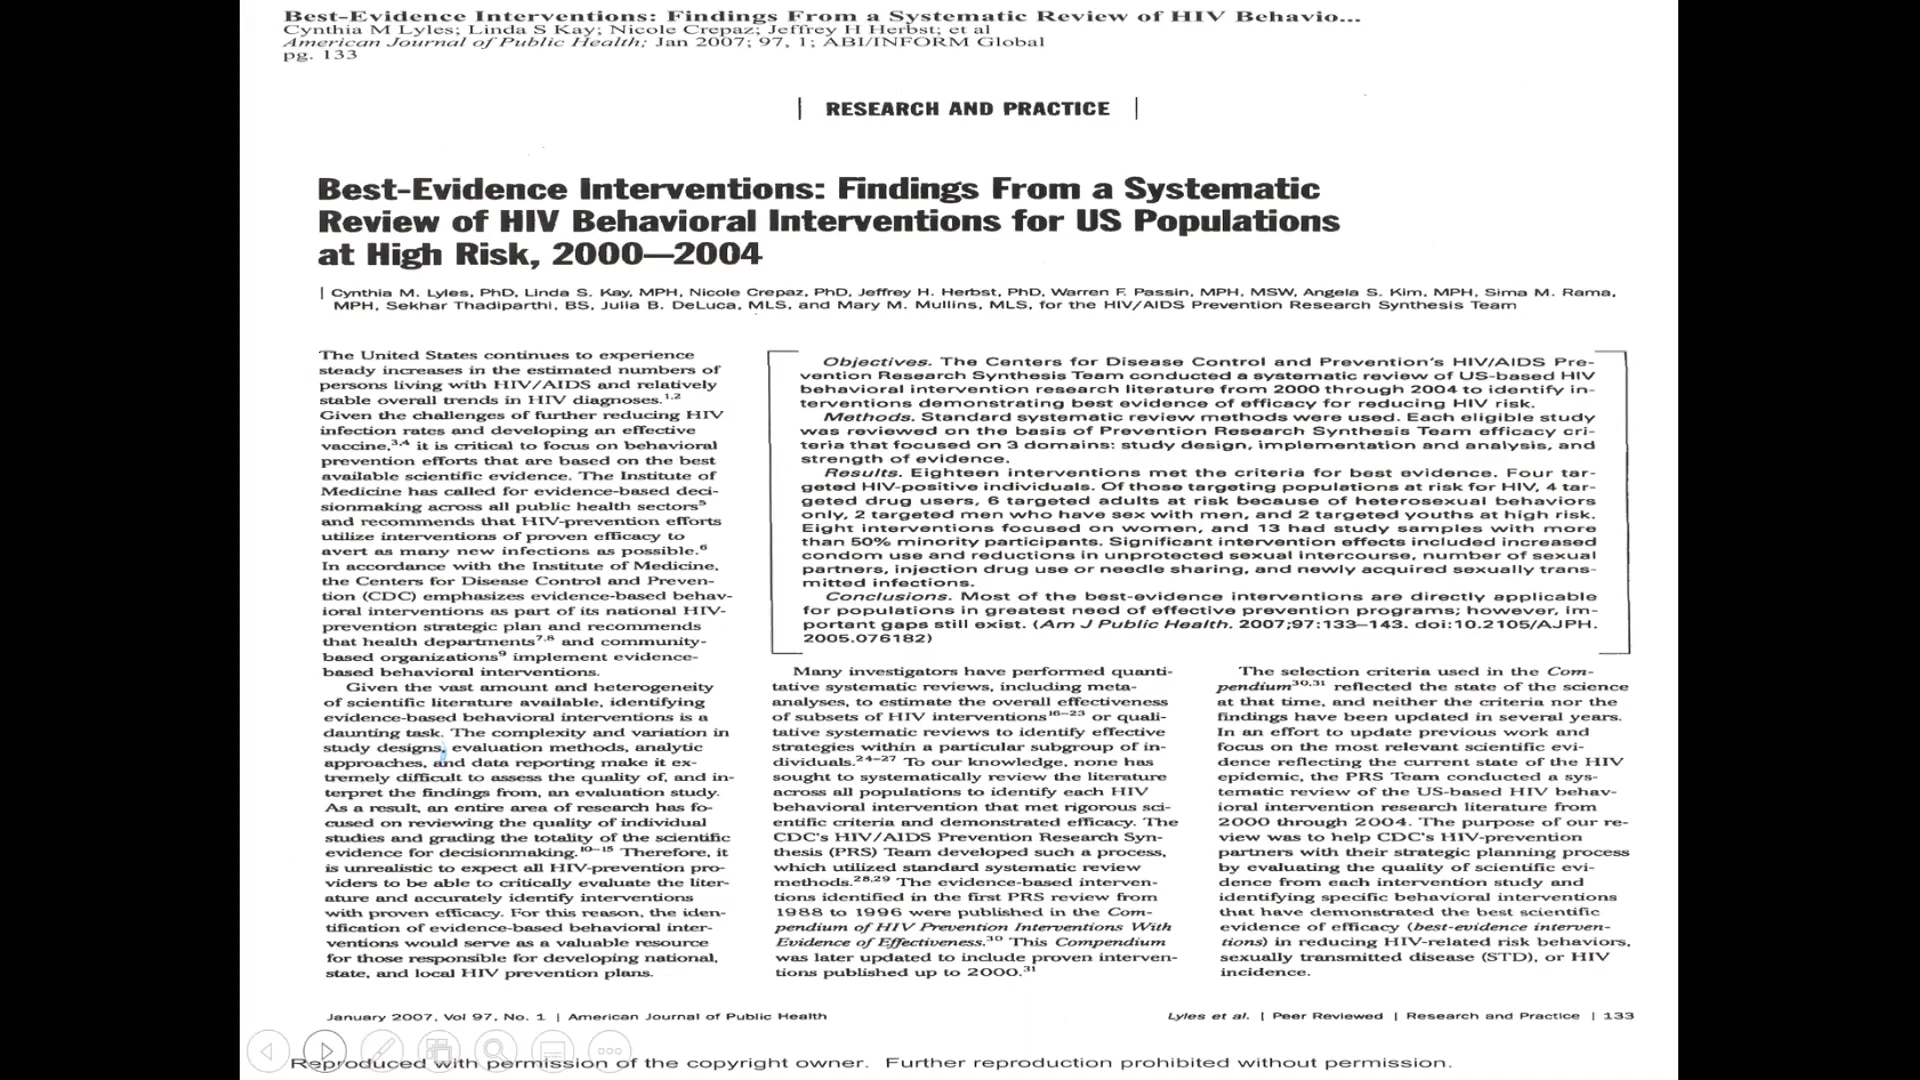 Best-Evidence Interventions: Findings From a Systematic Review of HIV Behavio...
Cynthia M Lyles; Linda S Kay; Nicole Crepaz; Jeffrey H Herbst; et al
American Journal of Public Health; Jan 2007; 97, 1; ABI/INFORM Global
pg. 133
| RESEARCH AND PRACTICE |
Best-Evidence Interventions: Findings From a Systematic
Review of HIV Behavioral Interventions for US Populations
at High Risk, 2000—2004
| Cynthia M. Lyles, PhD, Linda S. Kay, MPH, Nicole Crepaz, PhD, Jeffrey H. Herbst, PhD, Warren F. Passin, MPH, MSW, Angela S. Kim, MPH, Sima M. Rama,
MPH, Sekhar Thadiparthi, BS, Julia B. DeLuca, MLS, and Mary M. Mullins, MLS, for the HIV/AIDS Prevention Research Synthesis Team
The United States continues to experience
steady increases in the estimated numbers of
persons living with HIV/AIDS and relatively
stable overall trends in HIV diagnoses.1,2
Given the challenges of further reducing HIV
infection rates and developing an effective
vaccine,3,4 it is critical to focus on behavioral
prevention efforts that are based on the best
available scientific evidence. The Institute of
Medicine has called for evidence-based deci-
sionmaking across all public health sectors5
and recommends that HIV-prevention efforts
utilize interventions of proven efficacy to
avert as many new infections as possible.6
In accordance with the Institute of Medicine,
the Centers for Disease Control and Preven-
tion (CDC) emphasizes evidence-based behav-
ioral interventions as part of its national HIV-
prevention strategic plan and recommends
that health departments7,8 and community-
based organizations9 implement evidence-
based behavioral interventions.
Given the vast amount and heterogeneity
of scientific literature available, identifying
evidence-based behavioral interventions is a
daunting task. The complexity and variation in
study designs, evaluation methods, analytic
approaches, and data reporting make it ex-
tremely difficult to assess the quality of, and in-
terpret the findings from, an evaluation study.
As a result, an entire area of research has fo-
cused on reviewing the quality of individual
studies and grading the totality of the scientific
evidence for decisionmaking.10–15 Therefore, it
is unrealistic to expect all HIV-prevention pro-
viders to be able to critically evaluate the liter-
ature and accurately identify interventions
with proven efficacy. For this reason, the iden-
tification of evidence-based behavioral inter-
ventions would serve as a valuable resource
for those responsible for developing national,
state, and local HIV prevention plans.
Objectives. The Centers for Disease Control and Prevention's HIV/AIDS Pre-
vention Research Synthesis Team conducted a systematic review of US-based HIV
behavioral intervention research literature from 2000 through 2004 to identify in-
terventions demonstrating best evidence of efficacy for reducing HIV risk.
Methods. Standard systematic review methods were used. Each eligible study
was reviewed on the basis of Prevention Research Synthesis Team efficacy cri-
teria that focused on 3 domains: study design, implementation and analysis, and
strength of evidence.
Results. Eighteen interventions met the criteria for best evidence. Four tar-
geted HIV-positive individuals. Of those targeting populations at risk for HIV, 4 tar-
geted drug users, 6 targeted adults at risk because of heterosexual behaviors
only, 2 targeted men who have sex with men, and 2 targeted youths at high risk.
Eight interventions focused on women, and 13 had study samples with more
than 50% minority participants. Significant intervention effects included increased
condom use and reductions in unprotected sexual intercourse, number of sexual
partners, injection drug use or needle sharing, and newly acquired sexually trans-
mitted infections.
Conclusions. Most of the best-evidence interventions are directly applicable
for populations in greatest need of effective prevention programs; however, im-
portant gaps still exist. (Am J Public Health. 2007;97:133–143. doi:10.2105/AJPH.
2005.076182)
Many investigators have performed quanti-
tative systematic reviews, including meta-
analyses, to estimate the overall effectiveness
of subsets of HIV interventions16–23 or quali-
tative systematic reviews to identify effective
strategies within a particular subgroup of in-
dividuals.24–27 To our knowledge, none has
sought to systematically review the literature
across all populations to identify each HIV
behavioral intervention that met rigorous sci-
entific criteria and demonstrated efficacy. The
CDC's HIV/AIDS Prevention Research Syn-
thesis (PRS) Team developed such a process,
which utilized standard systematic review
methods.28,29 The evidence-based interven-
tions identified in the first PRS review from
1988 to 1996 were published in the Com-
pendium of HIV Prevention Interventions With
Evidence of Effectiveness.30 This Compendium
was later updated to include proven interven-
tions published up to 2000.31
The selection criteria used in the Com-
pendium30,31 reflected the state of the science
at that time, and neither the criteria nor the
findings have been updated in several years.
In an effort to update previous work and
focus on the most relevant scientific evi-
dence reflecting the current state of the HIV
epidemic, the PRS Team conducted a sys-
tematic review of the US-based HIV behav-
ioral intervention research literature from
2000 through 2004. The purpose of our re-
view was to help CDC's HIV-prevention
partners with their strategic planning process
by evaluating the quality of scientific evi-
dence from each intervention study and
identifying specific behavioral interventions
that have demonstrated the best scientific
evidence of efficacy (best-evidence interven-
tions) in reducing HIV-related risk behaviors,
sexually transmitted disease (STD), or HIV
incidence.
January 2007, Vol 97, No. 1 | American Journal of Public Health
Lyles et al. | Peer Reviewed | Research and Practice | 133
Reproduced with permission of the copyright owner. Further reproduction prohibited without permission.